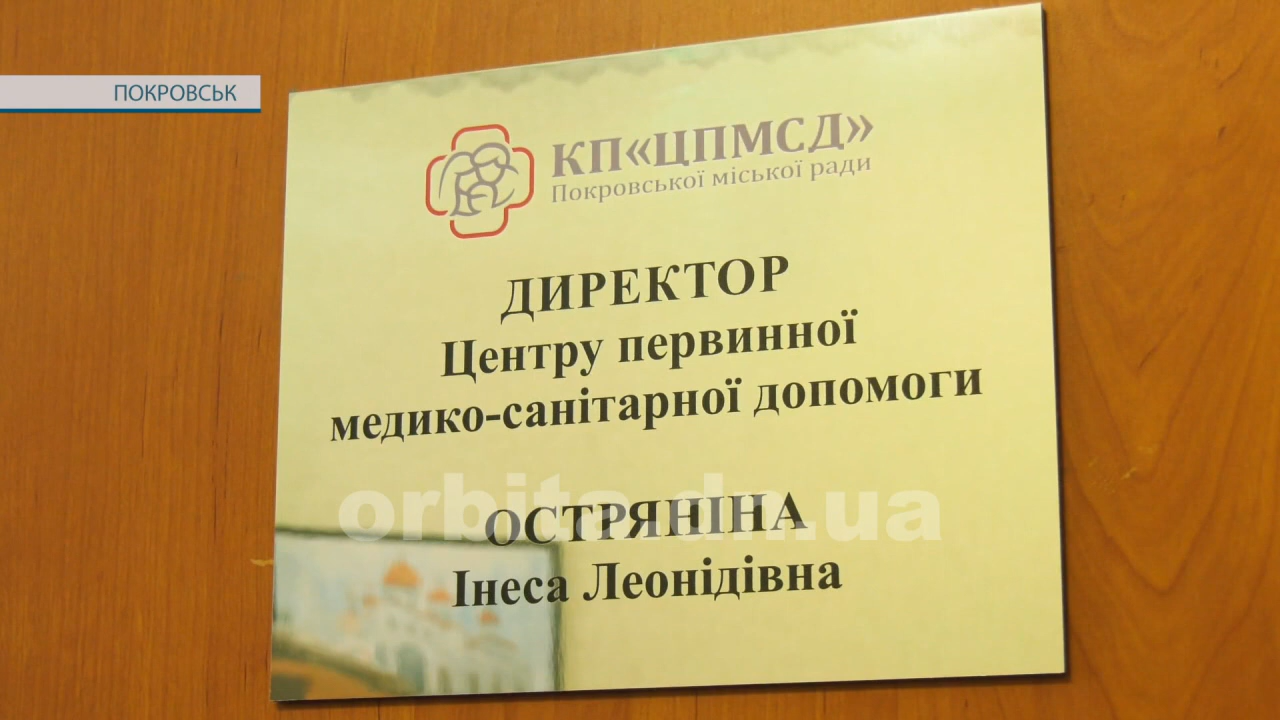 ПОКРОВСЬК
КП«ЦПМСД»
Покровської міської ради
ДИРЕКТОР
Центру первинної
медико-санітарної допомоги
orbita.dn.ua
ОСТРЯНІНА
Інеса Леонідівна